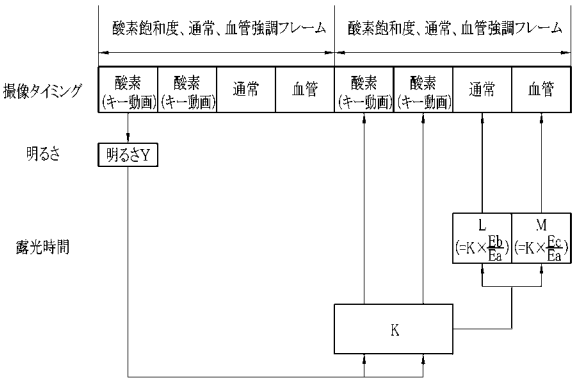 酸素飽和度、通常、血管強調フレーム 酸素飽和度、通常、血管強調フレーム
撮像タイミング 酸素 酸素 通常 血管 酸素 酸素 通常 血管
(キー動画) (キー動画) (キー動画) (キー動画)
明るさ 明るさY
露光時間
L M
(=K×Eb/Ea) (=K×Ec/Ea)
K